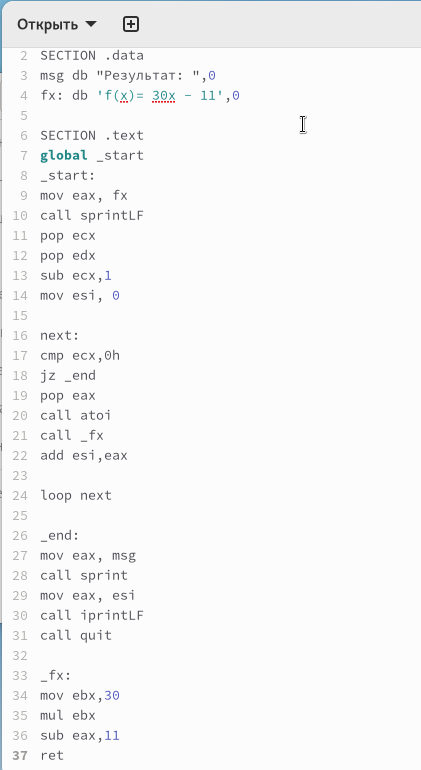 Открыть
2 SECTION .data
3 msg db "Результат: ",0
4 fx: db 'f(x)= 30x - 11',0
5
6 SECTION .text
7 global _start
8 _start:
9 mov eax, fx
10 call sprintLF
11 pop ecx
12 pop edx
13 sub ecx,1
14 mov esi, 0
15
16 next:
17 cmp ecx,0h
18 jz _end
19 pop eax
20 call atoi
21 call _fx
22 add esi,eax
23
24 loop next
25
26 _end:
27 mov eax, msg
28 call sprint
29 mov eax, esi
30 call iprintLF
31 call quit
32
33 _fx:
34 mov ebx,30
35 mul ebx
36 sub eax,11
37 ret